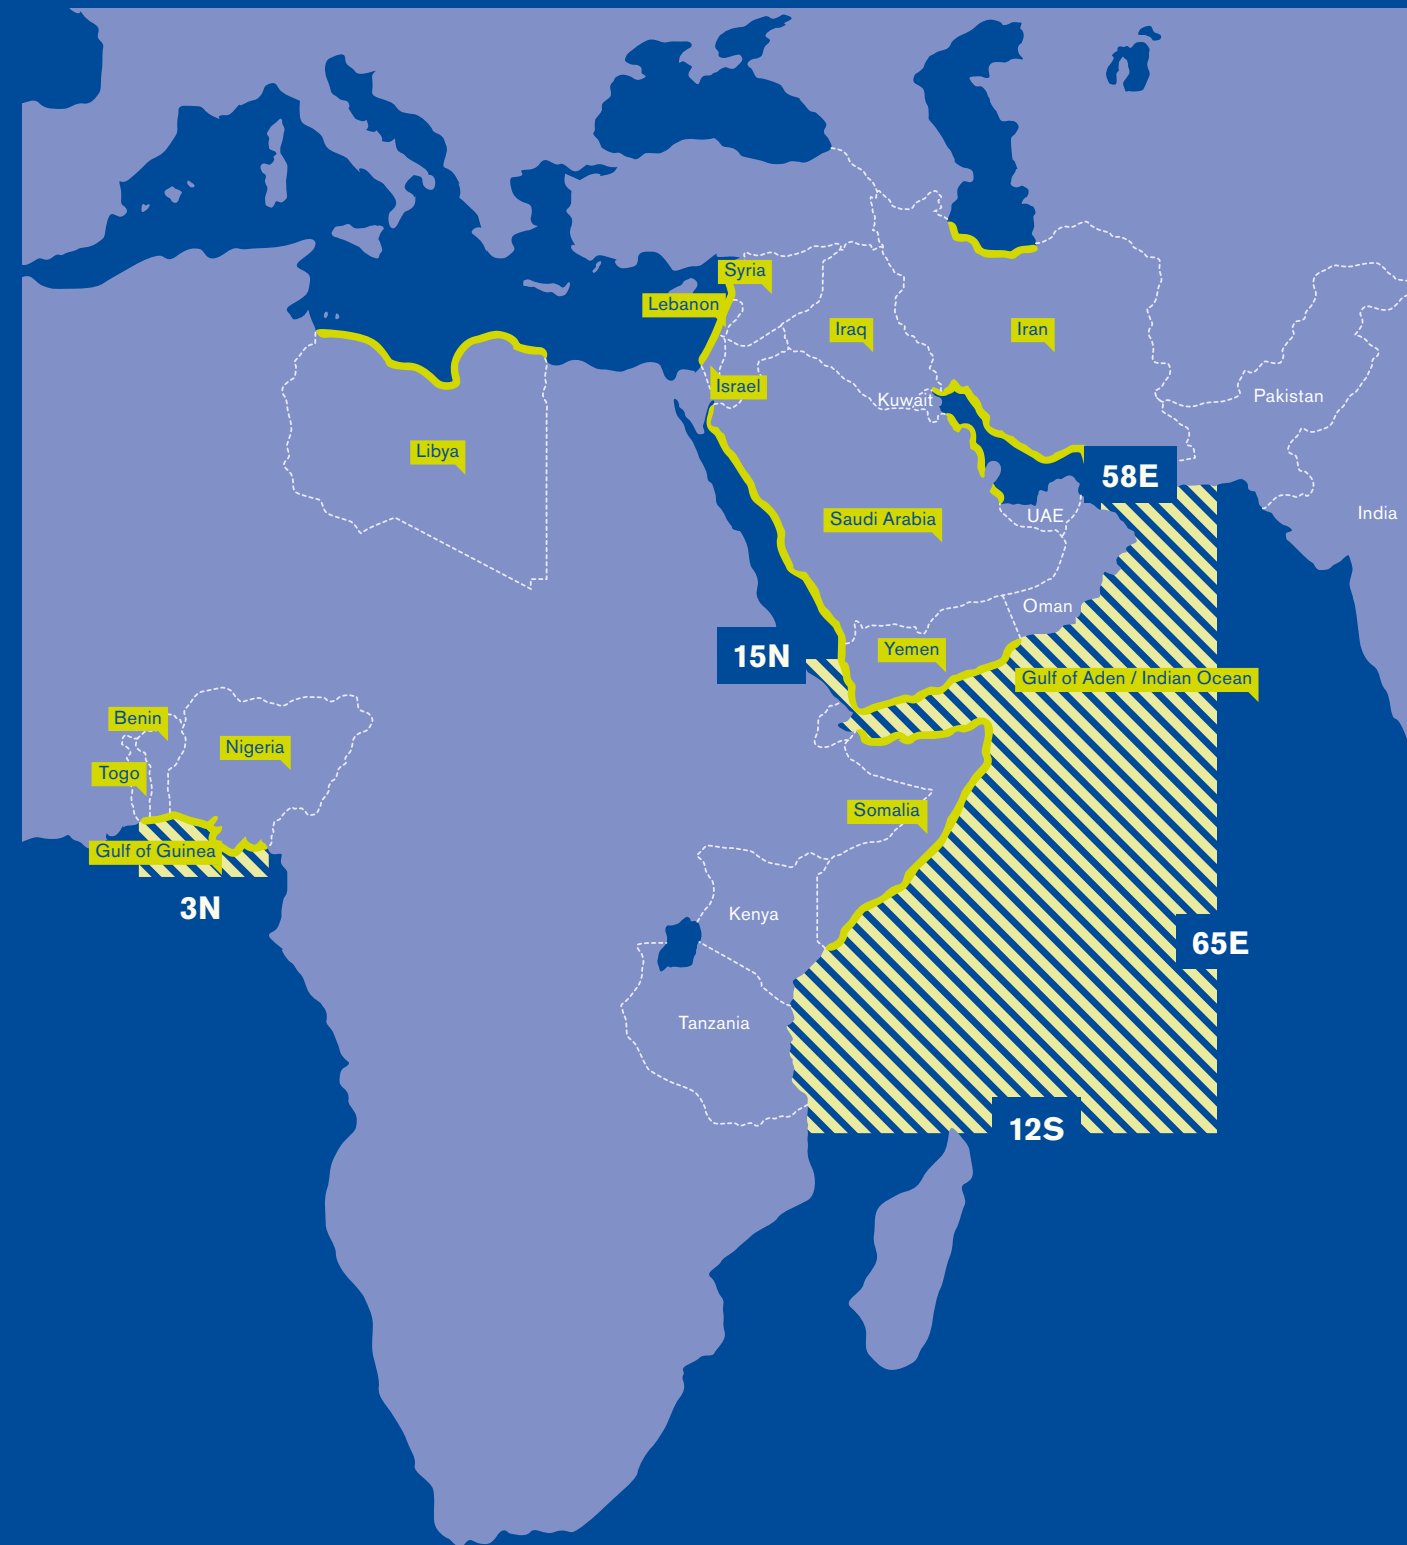 Syria
Lebanon
Iraq
Iran
Israel
Kuwait
Pakistan
Libya
58E
Saudi Arabia
UAE
India
Oman
15N
Yemen
Gulf of Aden / Indian Ocean
Benin
Nigeria
Togo
Somalia
Gulf of Guinea
3N
Kenya
65E
Tanzania
12S